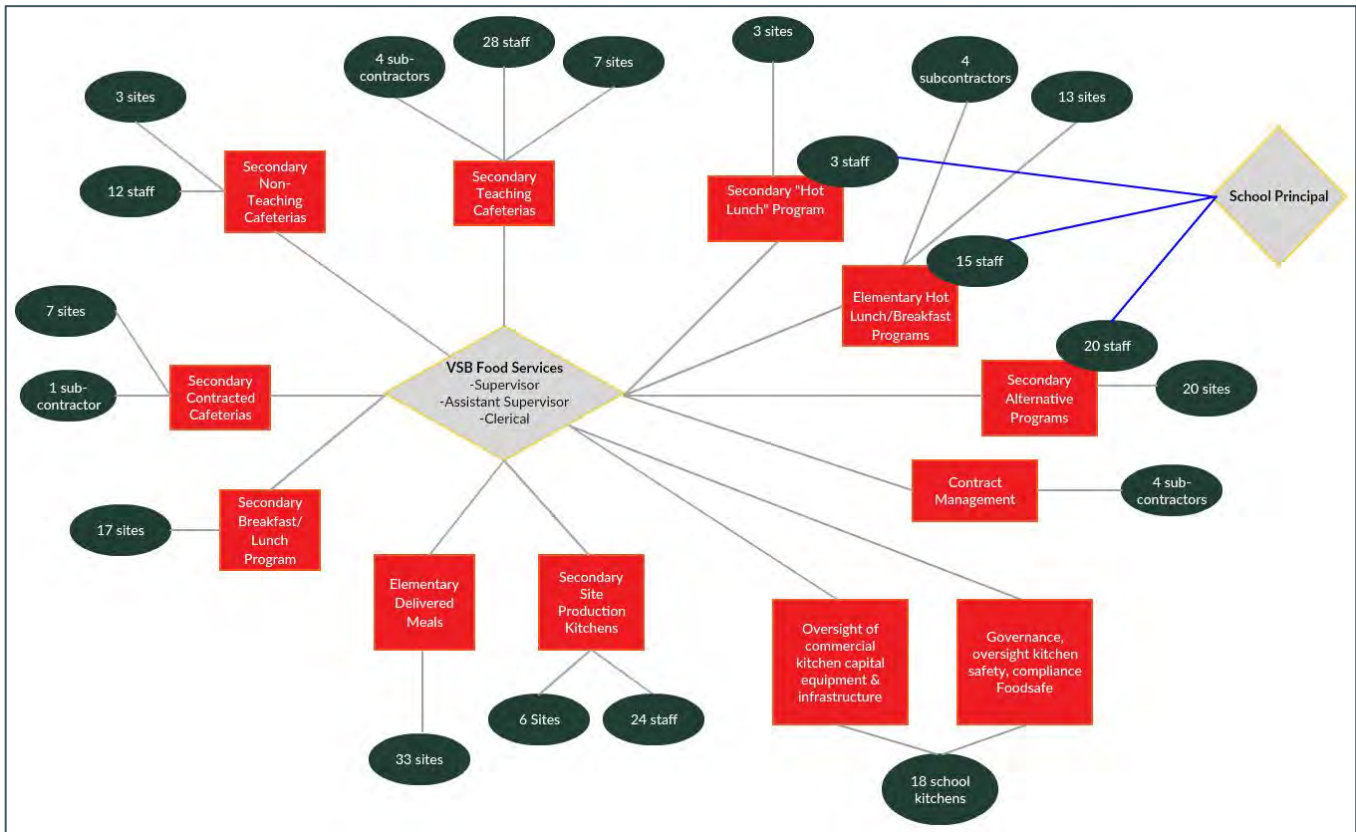 3 sites
12 staff
Secondary
Non-
Teaching
Cafeterias
4 sub-
contractors
28 staff
7 sites
Secondary
Teaching
Cafeterias
3 sites
3 staff
Secondary "Hot
Lunch" Program
4
subcontractors
13 sites
15 staff
Elementary Hot
Lunch/Breakfast
Programs
School Principal
7 sites
1 sub-
contractor
Secondary
Contracted
Cafeterias
VSB Food Services
-Supervisor
-Assistant Supervisor
-Clerical
20 staff
Secondary
Alternative
Programs
20 sites
Contract
Management
4 sub-
contractors
17 sites
Secondary
Breakfast/
Lunch
Program
Elementary
Delivered
Meals
33 sites
Secondary
Site
Production
Kitchens
6 Sites
24 staff
Oversight of
commercial
kitchen capital
equipment &
infrastructure
Governance,
oversight kitchen
safety, compliance
Foodsafe
18 school
kitchens